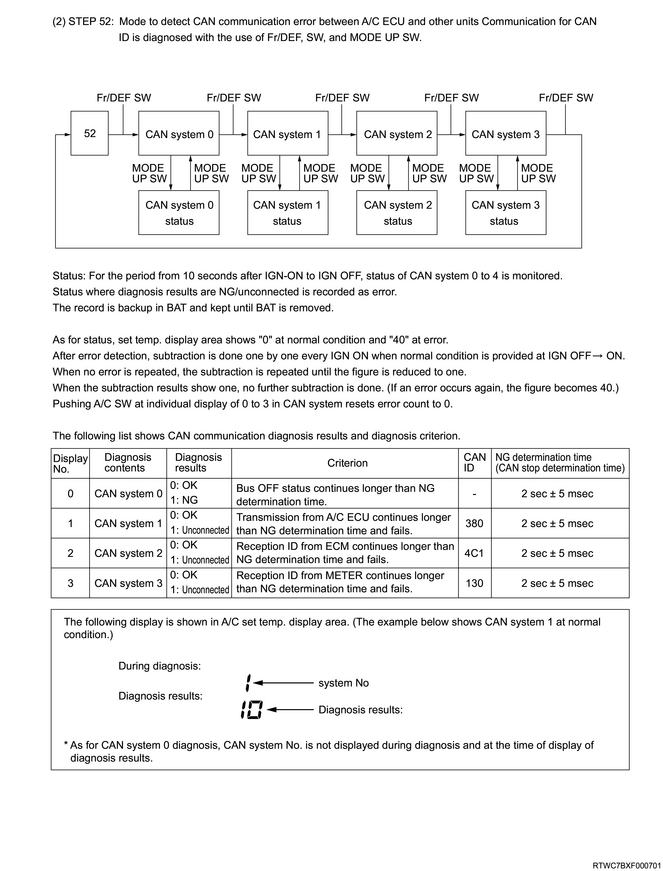 (2) STEP 52: Mode to detect CAN communication error between A/C ECU and other units Communication for CAN
ID is diagnosed with the use of Fr/DEF, SW, and MODE UP SW.
Fr/DEF SW Fr/DEF SW Fr/DEF SW Fr/DEF SW Fr/DEF SW
52 CAN system 0 CAN system 1 CAN system 2 CAN system 3
MODE MODE MODE MODE MODE MODE MODE MODE
UP SW UP SW UP SW UP SW UP SW UP SW UP SW UP SW
CAN system 0 CAN system 1 CAN system 2 CAN system 3
status status status status
Status: For the period from 10 seconds after IGN-ON to IGN OFF, status of CAN system 0 to 4 is monitored.
Status where diagnosis results are NG/unconnected is recorded as error.
The record is backup in BAT and kept until BAT is removed.
As for status, set temp. display area shows "0" at normal condition and "40" at error.
After error detection, subtraction is done one by one every IGN ON when normal condition is provided at IGN OFF→ ON.
When no error is repeated, the subtraction is repeated until the figure is reduced to one.
When the subtraction results show one, no further subtraction is done. (If an error occurs again, the figure becomes 40.)
Pushing A/C SW at individual display of 0 to 3 in CAN system resets error count to 0.
The following list shows CAN communication diagnosis results and diagnosis criterion.
Display No. Diagnosis contents Diagnosis results Criterion CAN ID NG determination time (CAN stop determination time)
0 CAN system 0 0: OK 1: NG Bus OFF status continues longer than NG determination time. - 2 sec ± 5 msec
1 CAN system 1 0: OK 1: Unconnected Transmission from A/C ECU continues longer than NG determination time and fails. 380 2 sec ± 5 msec
2 CAN system 2 0: OK 1: Unconnected Reception ID from ECM continues longer than NG determination time and fails. 4C1 2 sec ± 5 msec
3 CAN system 3 0: OK 1: Unconnected Reception ID from METER continues longer than NG determination time and fails. 130 2 sec ± 5 msec
The following display is shown in A/C set temp. display area. (The example below shows CAN system 1 at normal
condition.)
During diagnosis:
1 system No
Diagnosis results:
10 Diagnosis results:
* As for CAN system 0 diagnosis, CAN system No. is not displayed during diagnosis and at the time of display of
diagnosis results.
RTWC7BXF000701